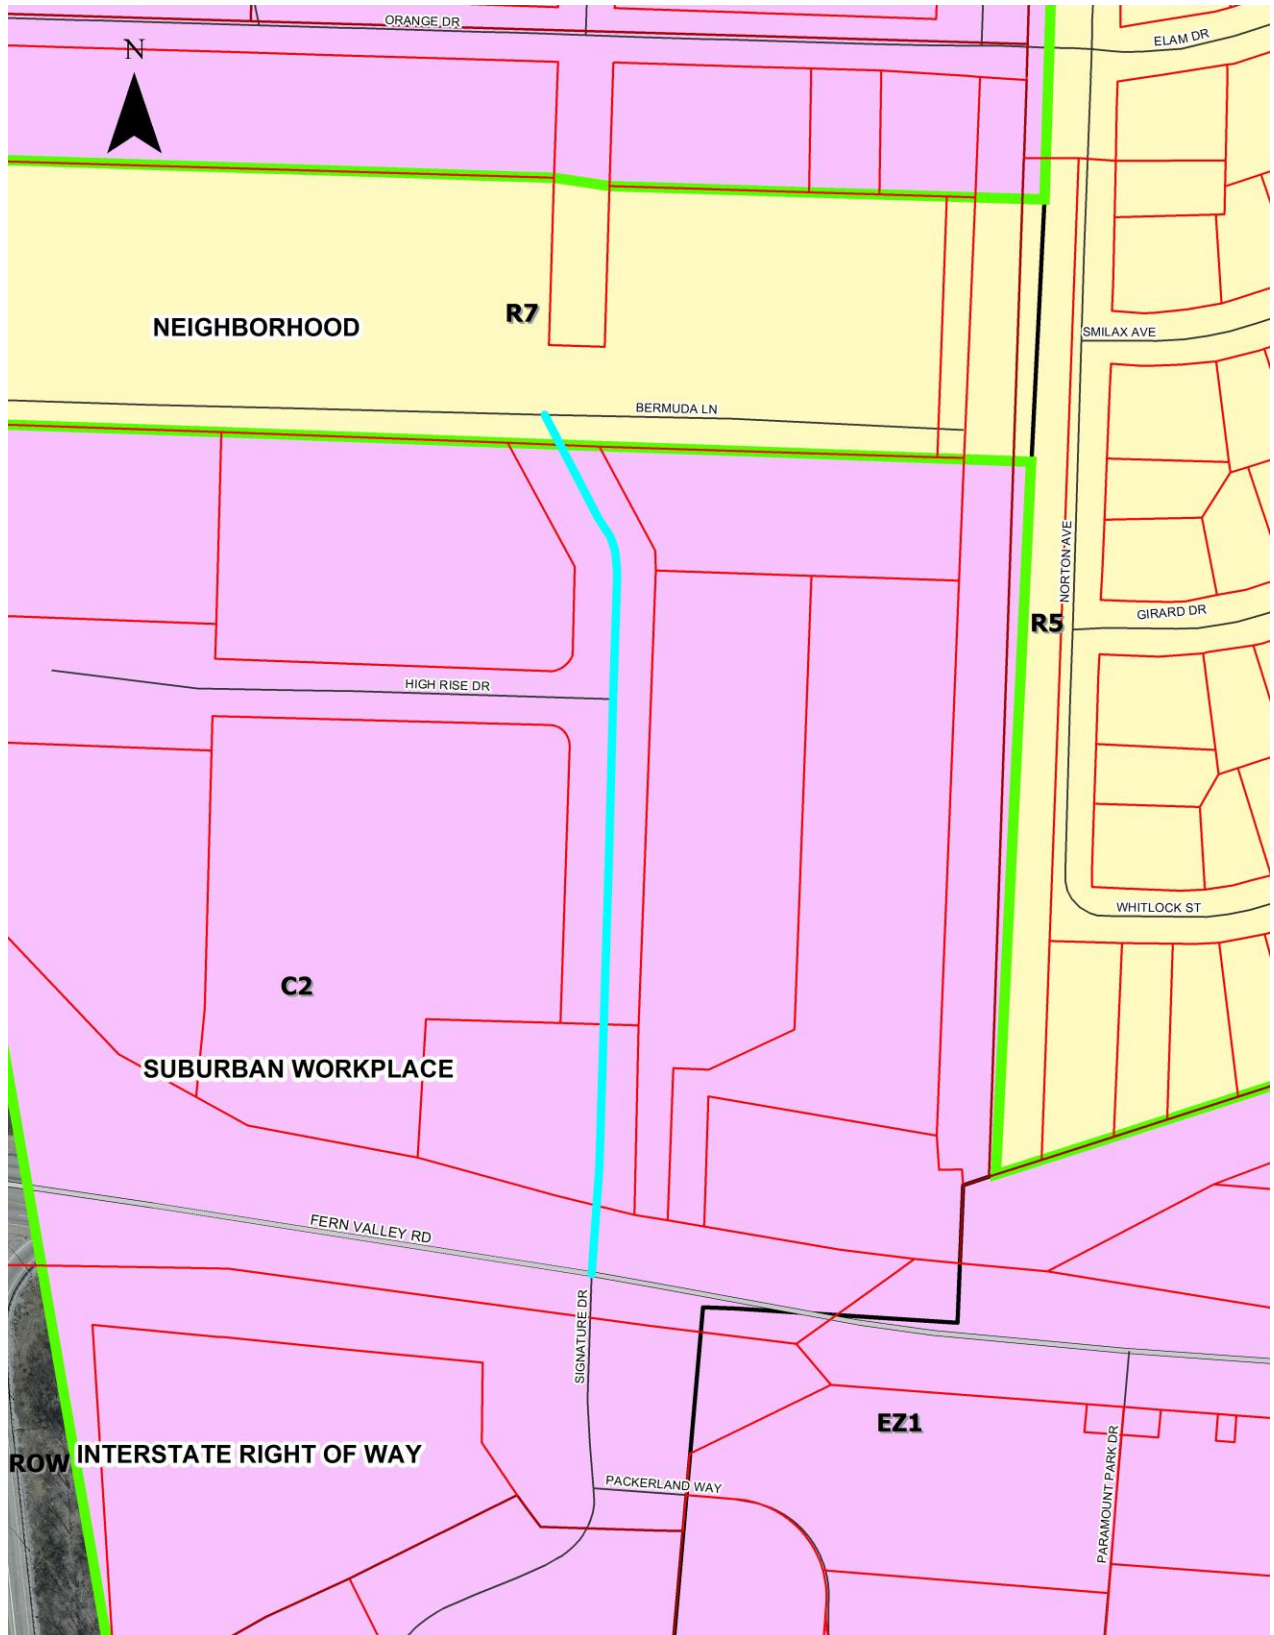 ORANGE DR
ELAM DR
N
R7
NEIGHBORHOOD
SMILAX AVE
BERMUDA LN
NORTON AVE
GIRARD DR
R5
HIGH RISE DR
WHITLOCK ST
C2
SUBURBAN WORKPLACE
FERN VALLEY RD
SIGNATURE DR
EZ1
ROW
INTERSTATE RIGHT OF WAY
PACKERLAND WAY
PARAMOUNT PARK DR